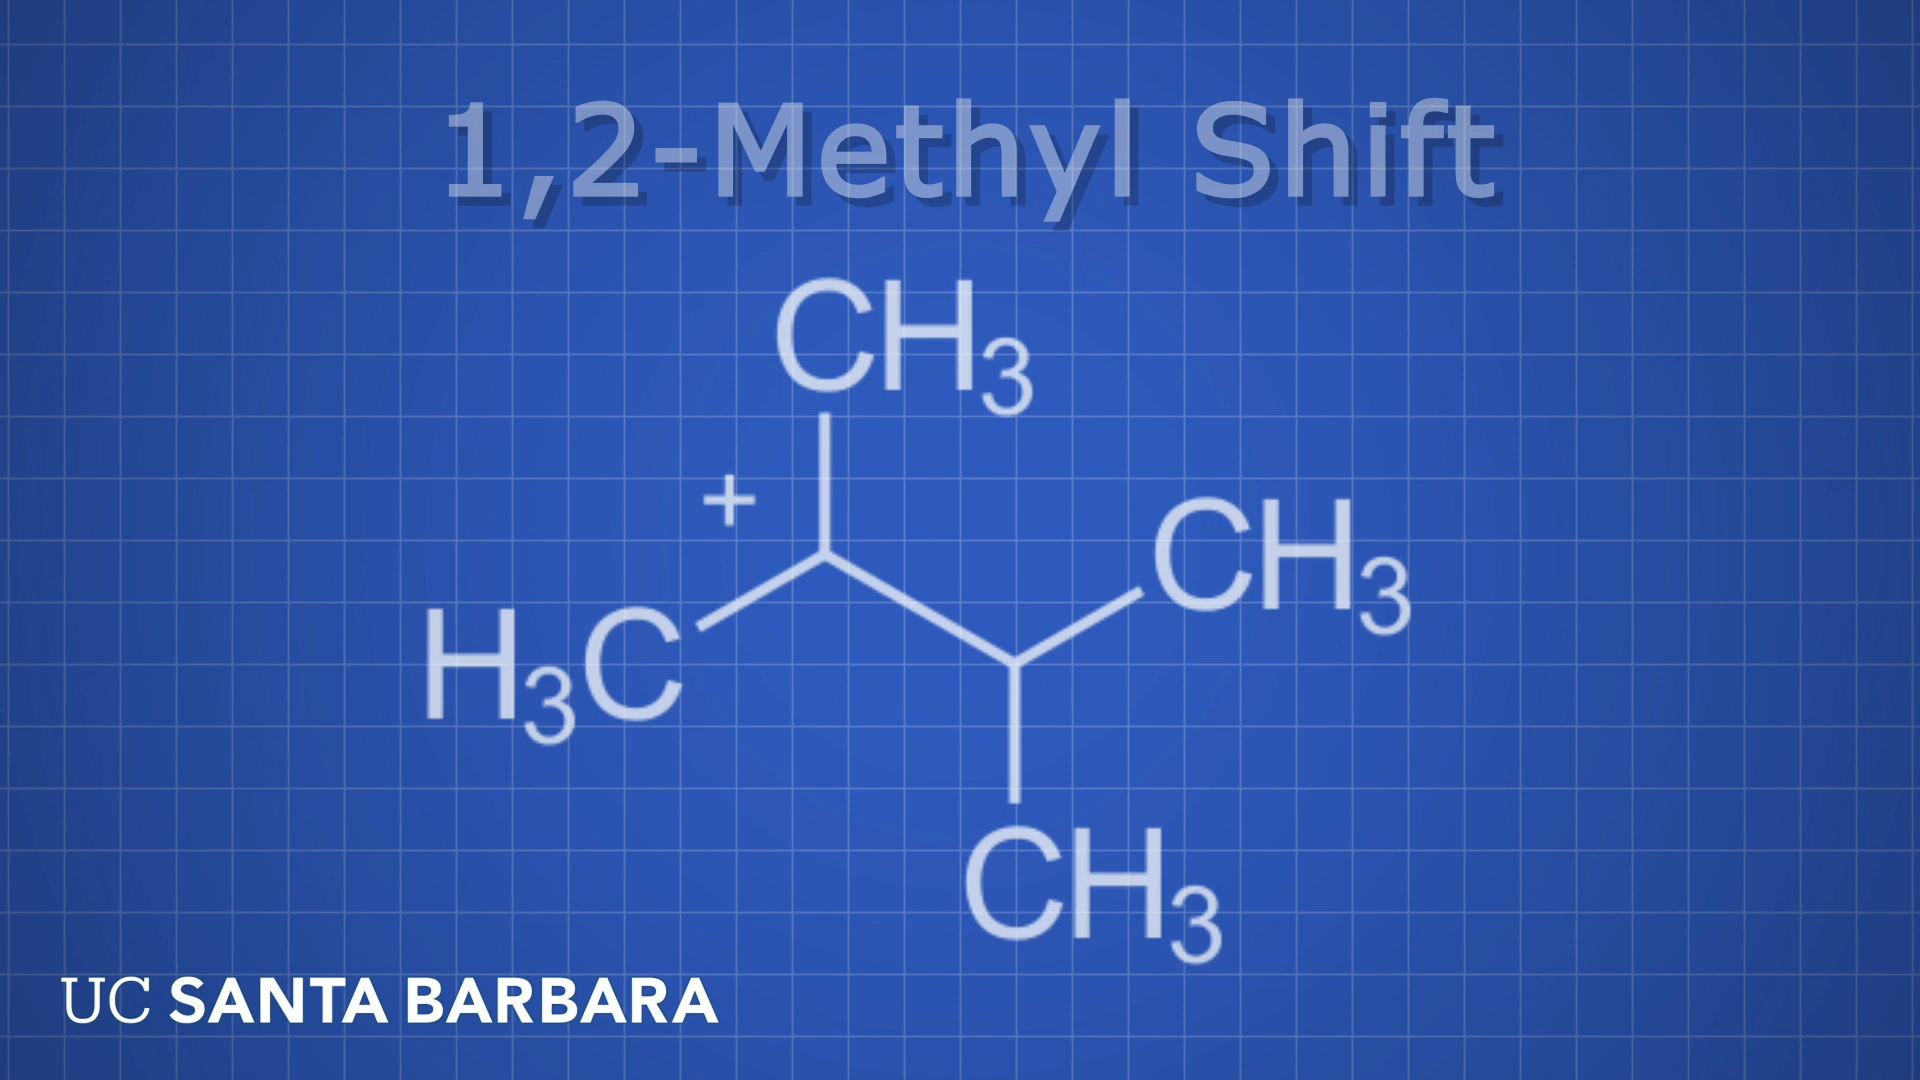 1,2-Methyl Shift
CH3
+
CH3
H3C
CH3
UC SANTA BARBARA